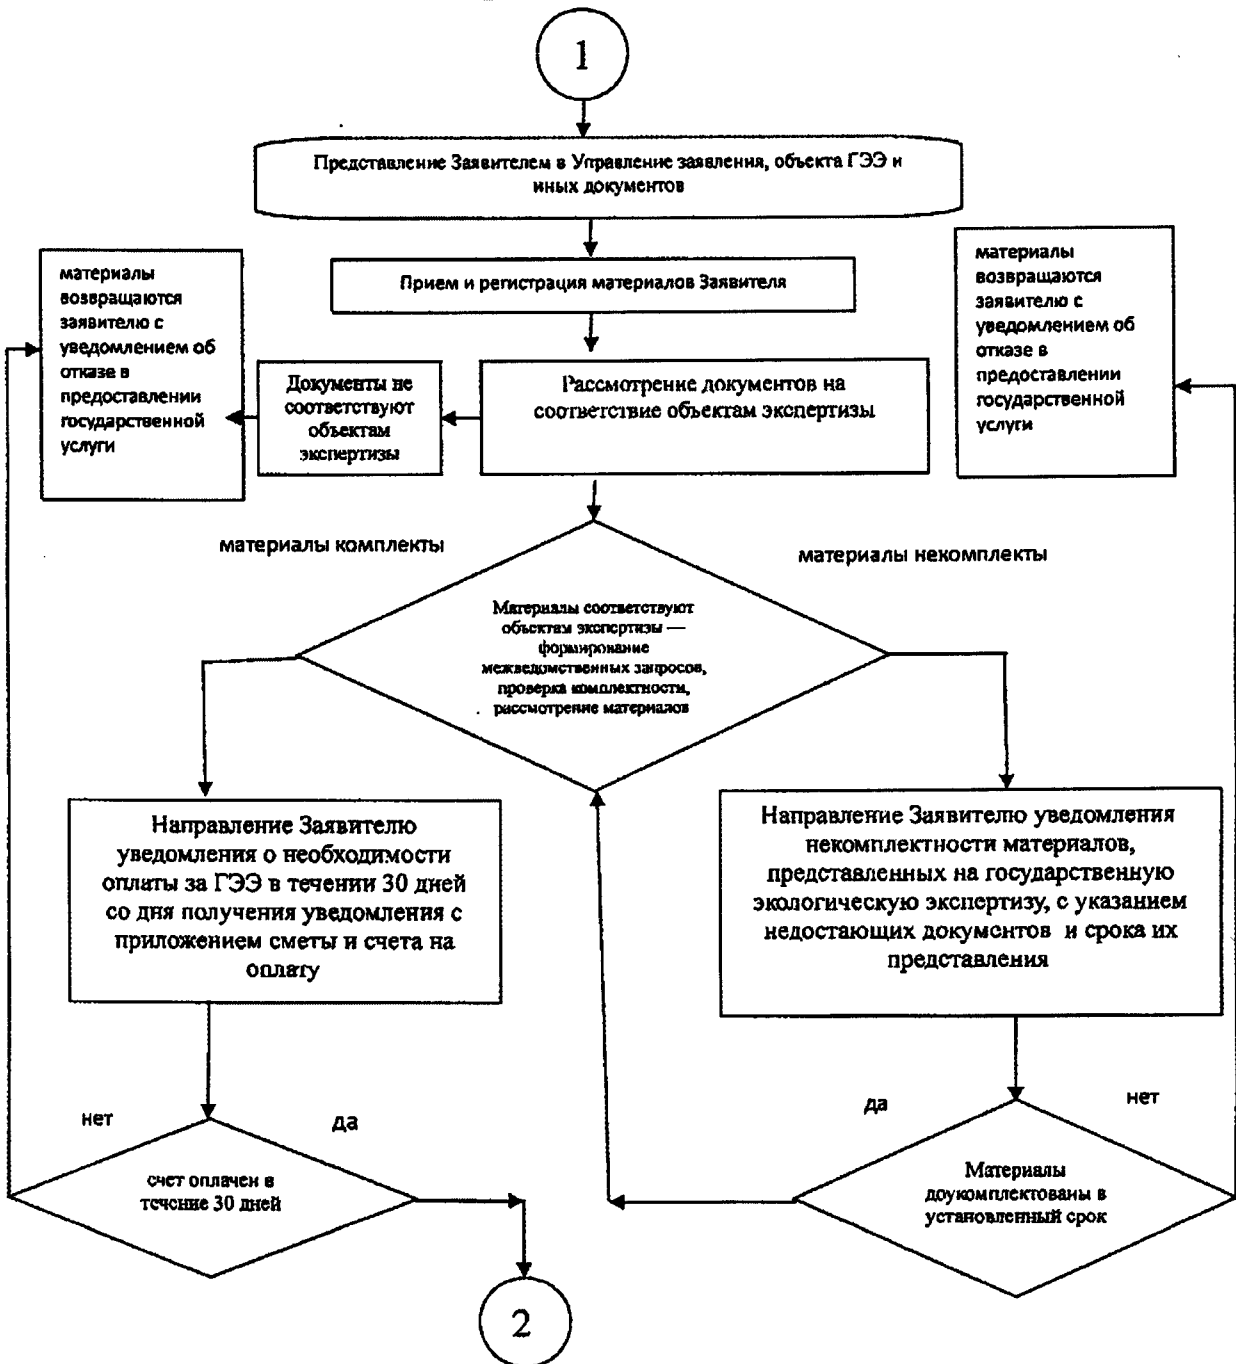 1
Представление Заявителем в Управление заявления, объекта ГЭЭ и
иных документов
Прием и регистрация материалов Заявителя
материалы
возвращаются
заявителю с
уведомлением об
отказе в
предоставлении
государственной
услуги
Документы не
соответствуют
объектам
экспертизы
Рассмотрение документов на
соответствие объектам экспертизы
материалы
возвращаются
заявителю с
уведомлением об
отказе в
предоставлении
государственной
услуги
материалы комплекты
материалы некомплекты
Материалы соответствуют
объектам экспертизы —
формирование
межведомственных запросов,
проверка комплектности,
рассмотрение материалов
Направление Заявителю
уведомления о необходимости
оплаты за ГЭЭ в течении 30 дней
со дня получения уведомления с
приложением сметы и счета на
оплату
Направление Заявителю уведомления
некомплектности материалов,
представленных на государственную
экологическую экспертизу, с указанием
недостающих документов и срока их
представления
нет
да
да
нет
счет оплачен в
течение 30 дней
Материалы
доукомплектованы в
установленный срок
2